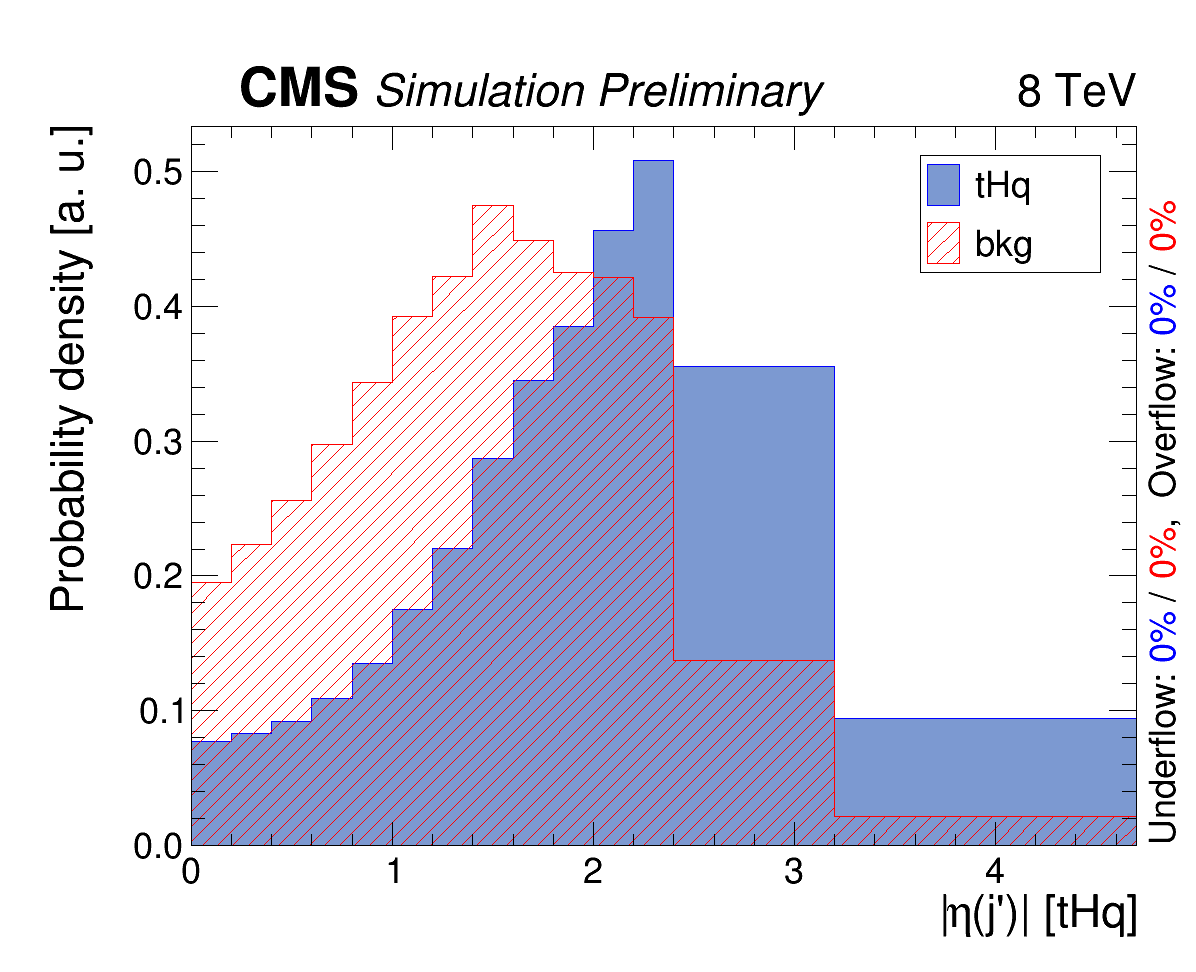 CMS Simulation Preliminary 8 TeV
Probability density [a. u.]
0.5
0.4
0.3
0.2
0.1
0.0
tHq
bkg
0 1 2 3 4
|η(j')| [tHq]
Underflow: 0% / 0%, Overflow: 0% / 0%